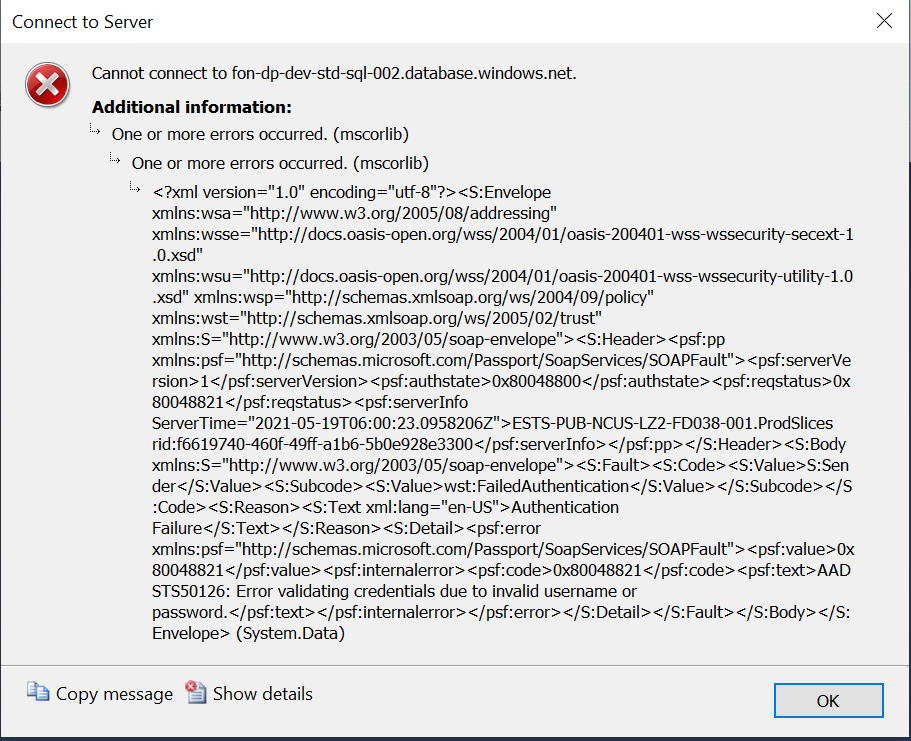 Connect to Server
Cannot connect to fon-dp-dev-std-sql-002.database.windows.net.
Additional information:
One or more errors occurred. (mscorlib)
One or more errors occurred. (mscorlib)
<?xml version="1.0" encoding="utf-8"?><S:Envelope
xmlns:wsa="http://www.w3.org/2005/08/addressing"
xmlns:wsse="http://docs.oasis-open.org/wss/2004/01/oasis-200401-wss-wssecurity-secext-1
.0.xsd"
xmlns:wsu="http://docs.oasis-open.org/wss/2004/01/oasis-200401-wss-wssecurity-utility-1.0
.xsd" xmlns:wsp="http://schemas.xmlsoap.org/ws/2004/09/policy"
xmlns:wst="http://schemas.xmlsoap.org/ws/2005/02/trust"
xmlns:S="http://www.w3.org/2003/05/soap-envelope"><S:Header><psf:pp
xmlns:psf="http://schemas.microsoft.com/Passport/SoapServices/SOAPFault"><psf:serverVe
rsion>1</psf:serverVersion><psf:authstate>0x80048800</psf:authstate><psf:reqstatus>0x
80048821</psf:reqstatus><psf:serverInfo
ServerTime="2021-05-19T06:00:23.0958206Z">ESTS-PUB-NCUS-LZ2-FD038-001.ProdSlices
rid:f6619740-460f-49ff-a1b6-5b0e928e3300</psf:serverInfo></psf:pp></S:Header><S:Body
xmlns:S="http://www.w3.org/2003/05/soap-envelope"><S:Fault><S:Code><S:Value>S:Sen
der</S:Value><S:Subcode><S:Value>wst:FailedAuthentication</S:Value></S:Subcode></S
:Code><S:Reason><S:Text xml:lang="en-US">Authentication
Failure</S:Text></S:Reason><S:Detail><psf:error
xmlns:psf="http://schemas.microsoft.com/Passport/SoapServices/SOAPFault"><psf:value>0x
80048821</psf:value><psf:internalerror><psf:code>0x80048821</psf:code><psf:text>AAD
STS50126: Error validating credentials due to invalid username or
password.</psf:text></psf:internalerror></psf:error></S:Detail></S:Fault></S:Body></S:
Envelope> (System.Data)
Copy message Show details OK